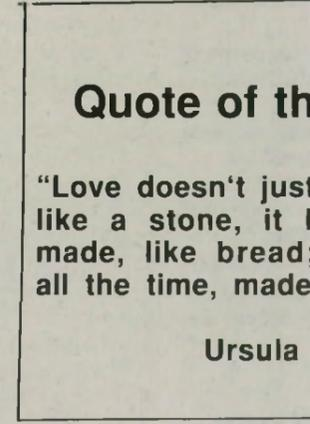 Quote of th
“Love doesn‘t just
like a stone, it
made, like bread;
all the time, made
Ursula